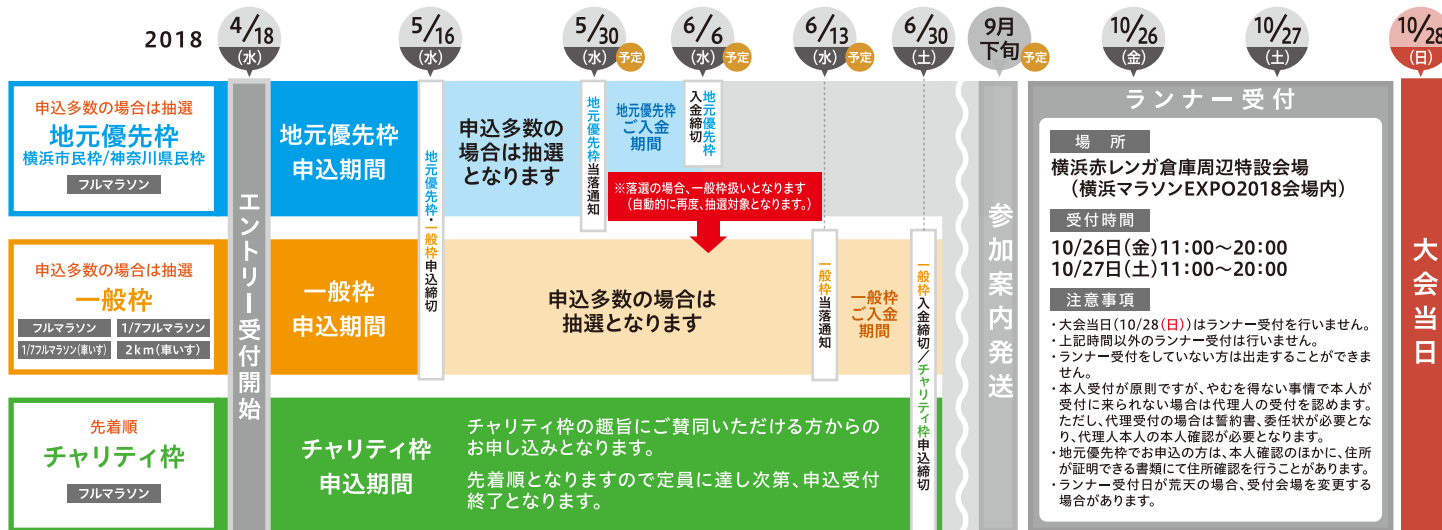 2018
4/18
(水)
5/16
(水)
5/30
(水)
予定
6/6
(水)
予定
6/13
(水)
予定
6/30
(土)
9月
下旬
予定
10/26
(金)
10/27
(土)
10/28
(日)
申込多数の場合は抽選
地元優先枠
横浜市民枠/神奈川県民枠
フルマラソン
申込多数の場合は抽選
一般枠
フルマラソン
1/7フルマラソン
1/7フルマラソン(車いす)
2km(車いす)
先着順
チャリティ枠
フルマラソン
エントリー受付開始
地元優先枠
申込期間
一般枠
申込期間
チャリティ枠
申込期間
地元優先枠・一般枠申込締切
申込多数の
場合は抽選
となります
地元優先枠当落通知
地元優先枠
ご入金
期間
地元優先枠
入金締切
※落選の場合、一般枠扱いとなります
(自動的に再度、抽選対象となります。)
申込多数の場合は
抽選となります
一般枠当落通知
一般枠
ご入金
期間
一般枠入金締切/チャリティ枠申込締切
チャリティ枠の趣旨にご賛同いただける方からの
お申し込みとなります。
先着順となりますので定員に達し次第、申込受付
終了となります。
参加案内発送
ランナー受付
場 所
横浜赤レンガ倉庫周辺特設会場
(横浜マラソンEXPO2018会場内)
受付時間
10/26日(金)11:00〜20:00
10/27日(土)11:00〜20:00
注意事項
・大会当日(10/28(日))はランナー受付を行いません。
・上記時間以外のランナー受付は行いません。
・ランナー受付をしていない方は出走することができま
せん。
・本人受付が原則ですが、やむを得ない事情で本人が
受付に来られない場合は代理人の受付を認めます。
ただし、代理受付の場合は誓約書、委任状が必要とな
り、代理人本人の本人確認が必要となります。
・地元優先枠でお申込の方は、本人確認のほかに、住所
が証明できる書類にて住所確認を行うことがあります。
・ランナー受付日が荒天の場合、受付会場を変更する
場合があります。
大会当日